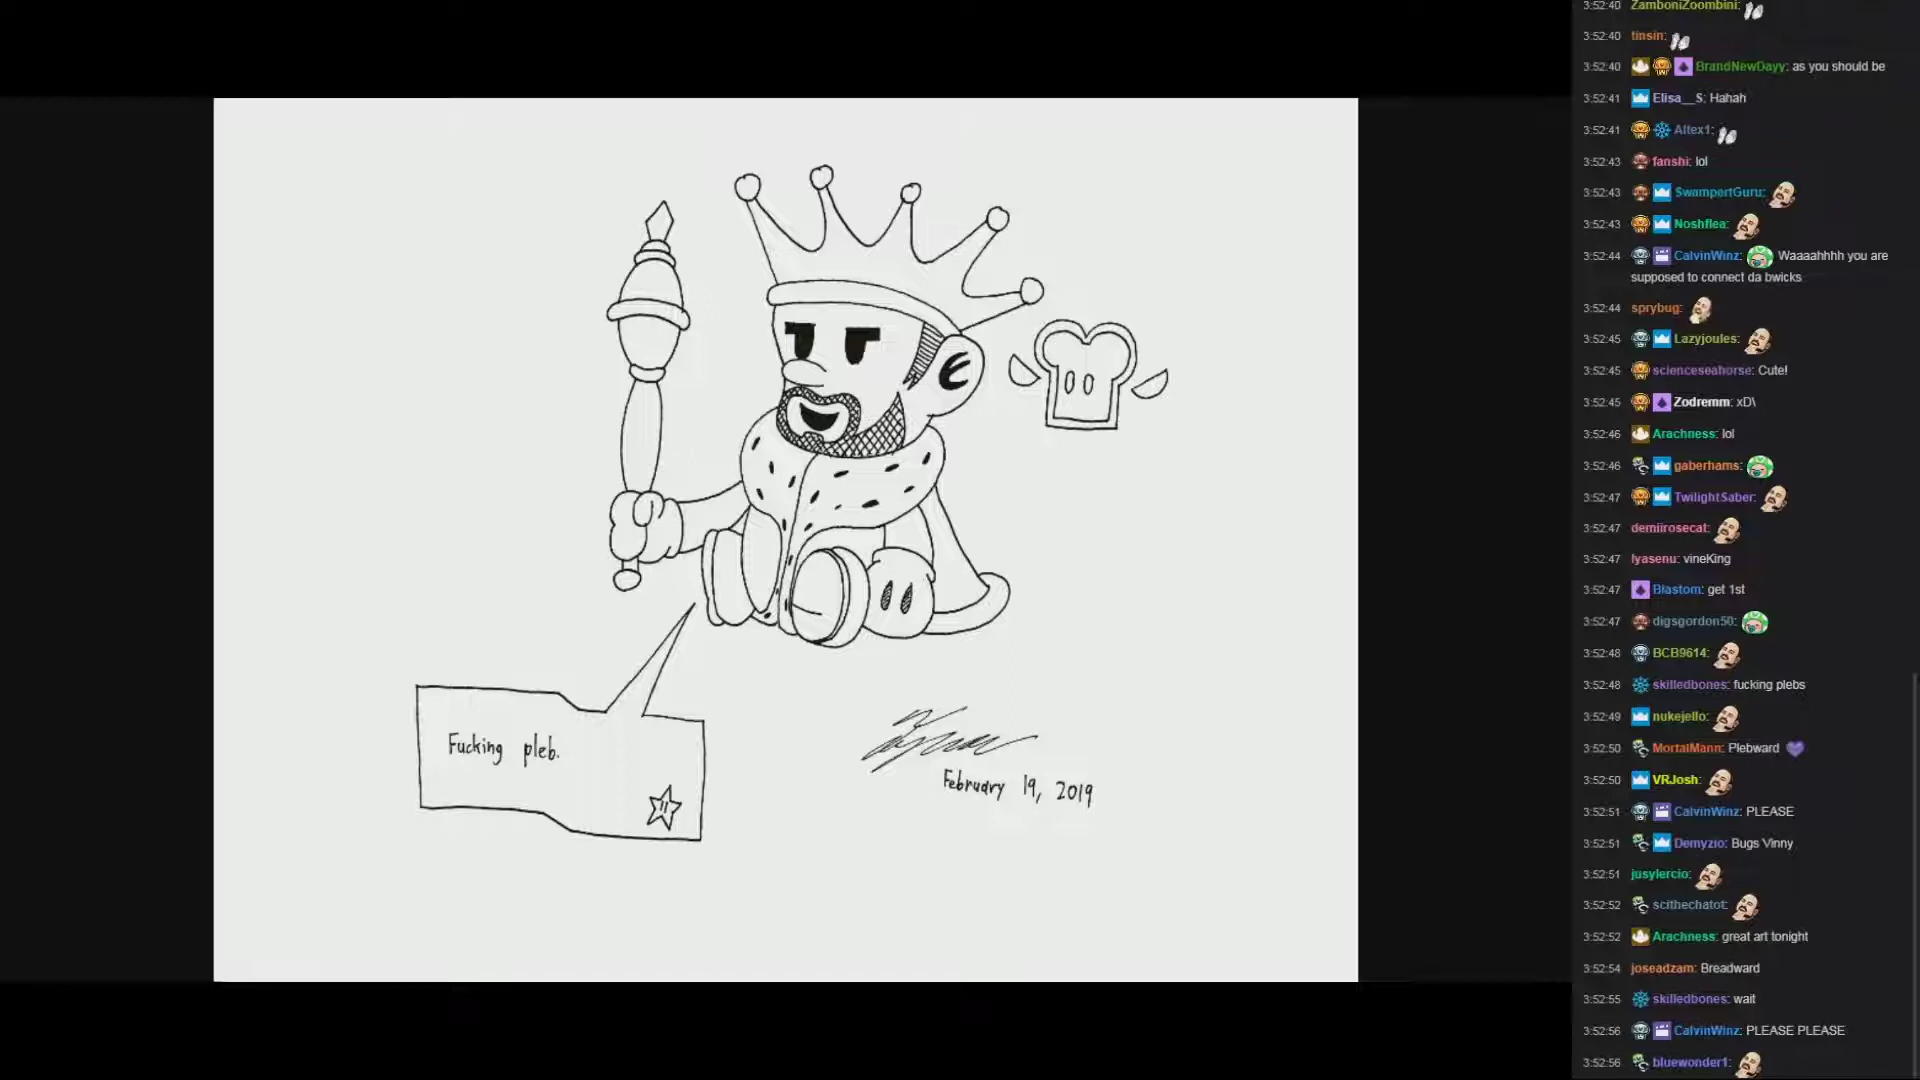 Fucking pleb.
February 19, 2019
3:52:40 ZamboniZoombini:
3:52:40 tinsin:
3:52:40 BrandNewDayy: as you should be
3:52:41 Elisa__S: Hahah
3:52:41 Altex1:
3:52:43 fanshi: lol
3:52:43 SwampertGuru:
3:52:43 Noshflea:
3:52:44 CalvinWinz: Waaaahhhh you are
supposed to connect da bwicks
3:52:44 sprybug:
3:52:45 Lazyjoules:
3:52:45 scienceseahorse: Cute!
3:52:45 Zodremm: xD\
3:52:46 Arachness: lol
3:52:46 gaberhams:
3:52:47 TwilightSaber:
3:52:47 demiirosecat:
3:52:47 lyasenu: vineKing
3:52:47 Blastom: get 1st
3:52:47 digsgordon50:
3:52:48 BCB9614:
3:52:48 skilledbones: fucking plebs
3:52:49 nukejello:
3:52:50 MortalMann: Plebward
3:52:50 VRJosh:
3:52:51 CalvinWinz: PLEASE
3:52:51 Demyzio: Bugs Vinny
3:52:51 jusylercio:
3:52:52 scithechatot:
3:52:52 Arachness: great art tonight
3:52:54 joseadzam: Breadward
3:52:55 skilledbones: wait
3:52:56 CalvinWinz: PLEASE PLEASE
3:52:56 bluewonder1: